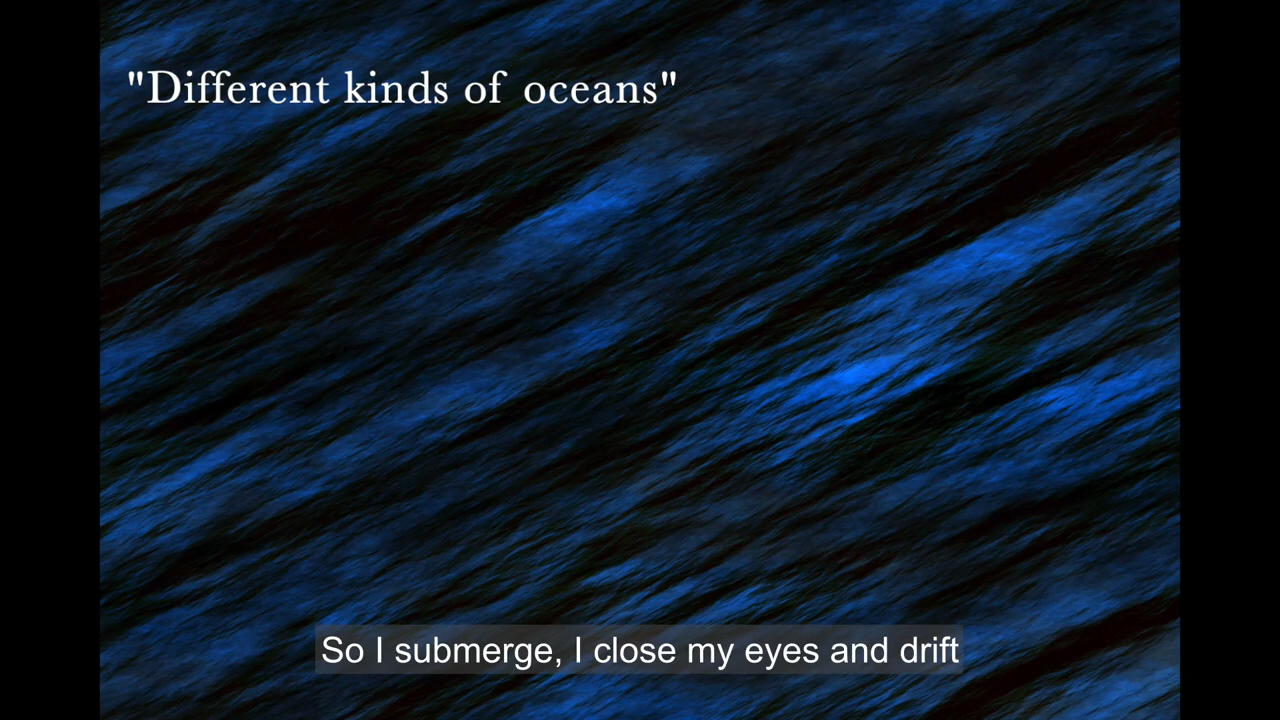 "Different kinds of oceans"
So I submerge, I close my eyes and drift